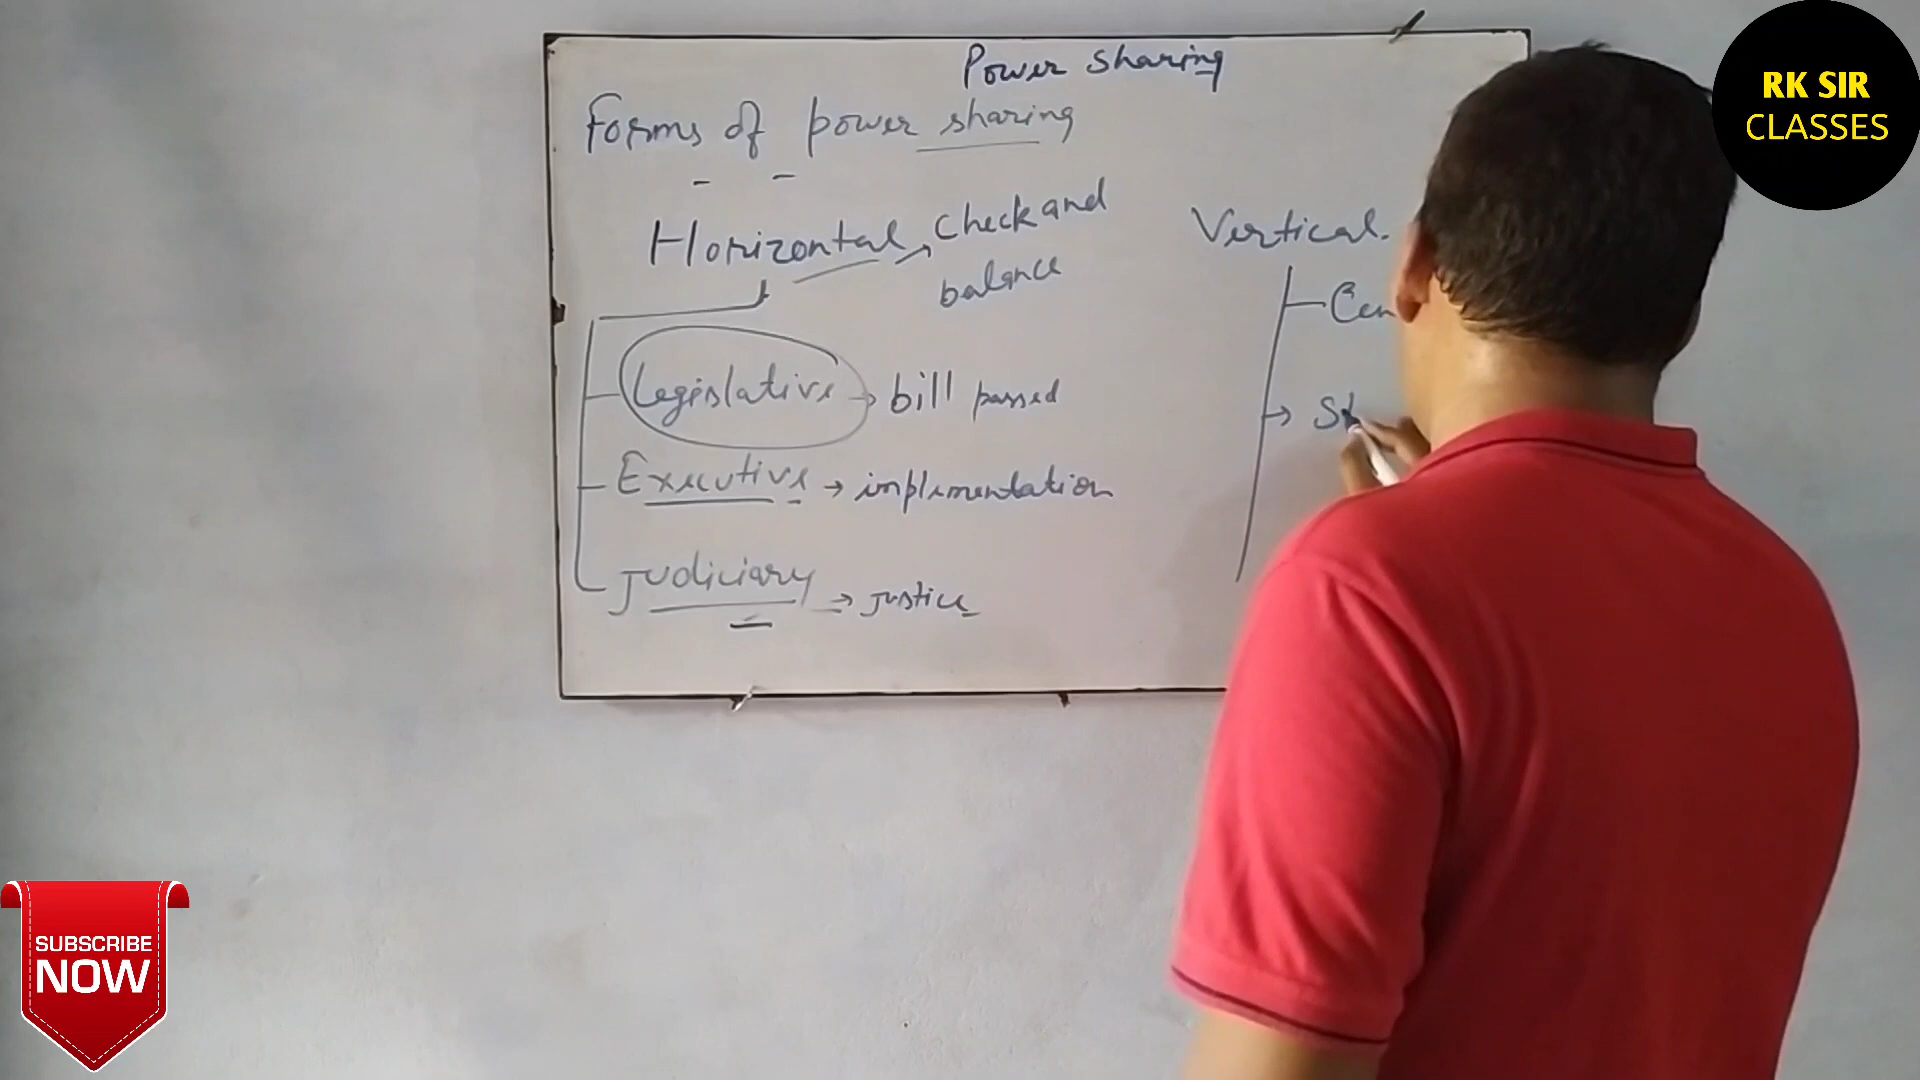 Power sharing
Forms of power sharing
Horizontal → check and
balance
Legislative → bill passed
Executive → implementation
Judiciary → justice
Vertical.
Cen
→ St
RK SIR
CLASSES
SUBSCRIBE
NOW